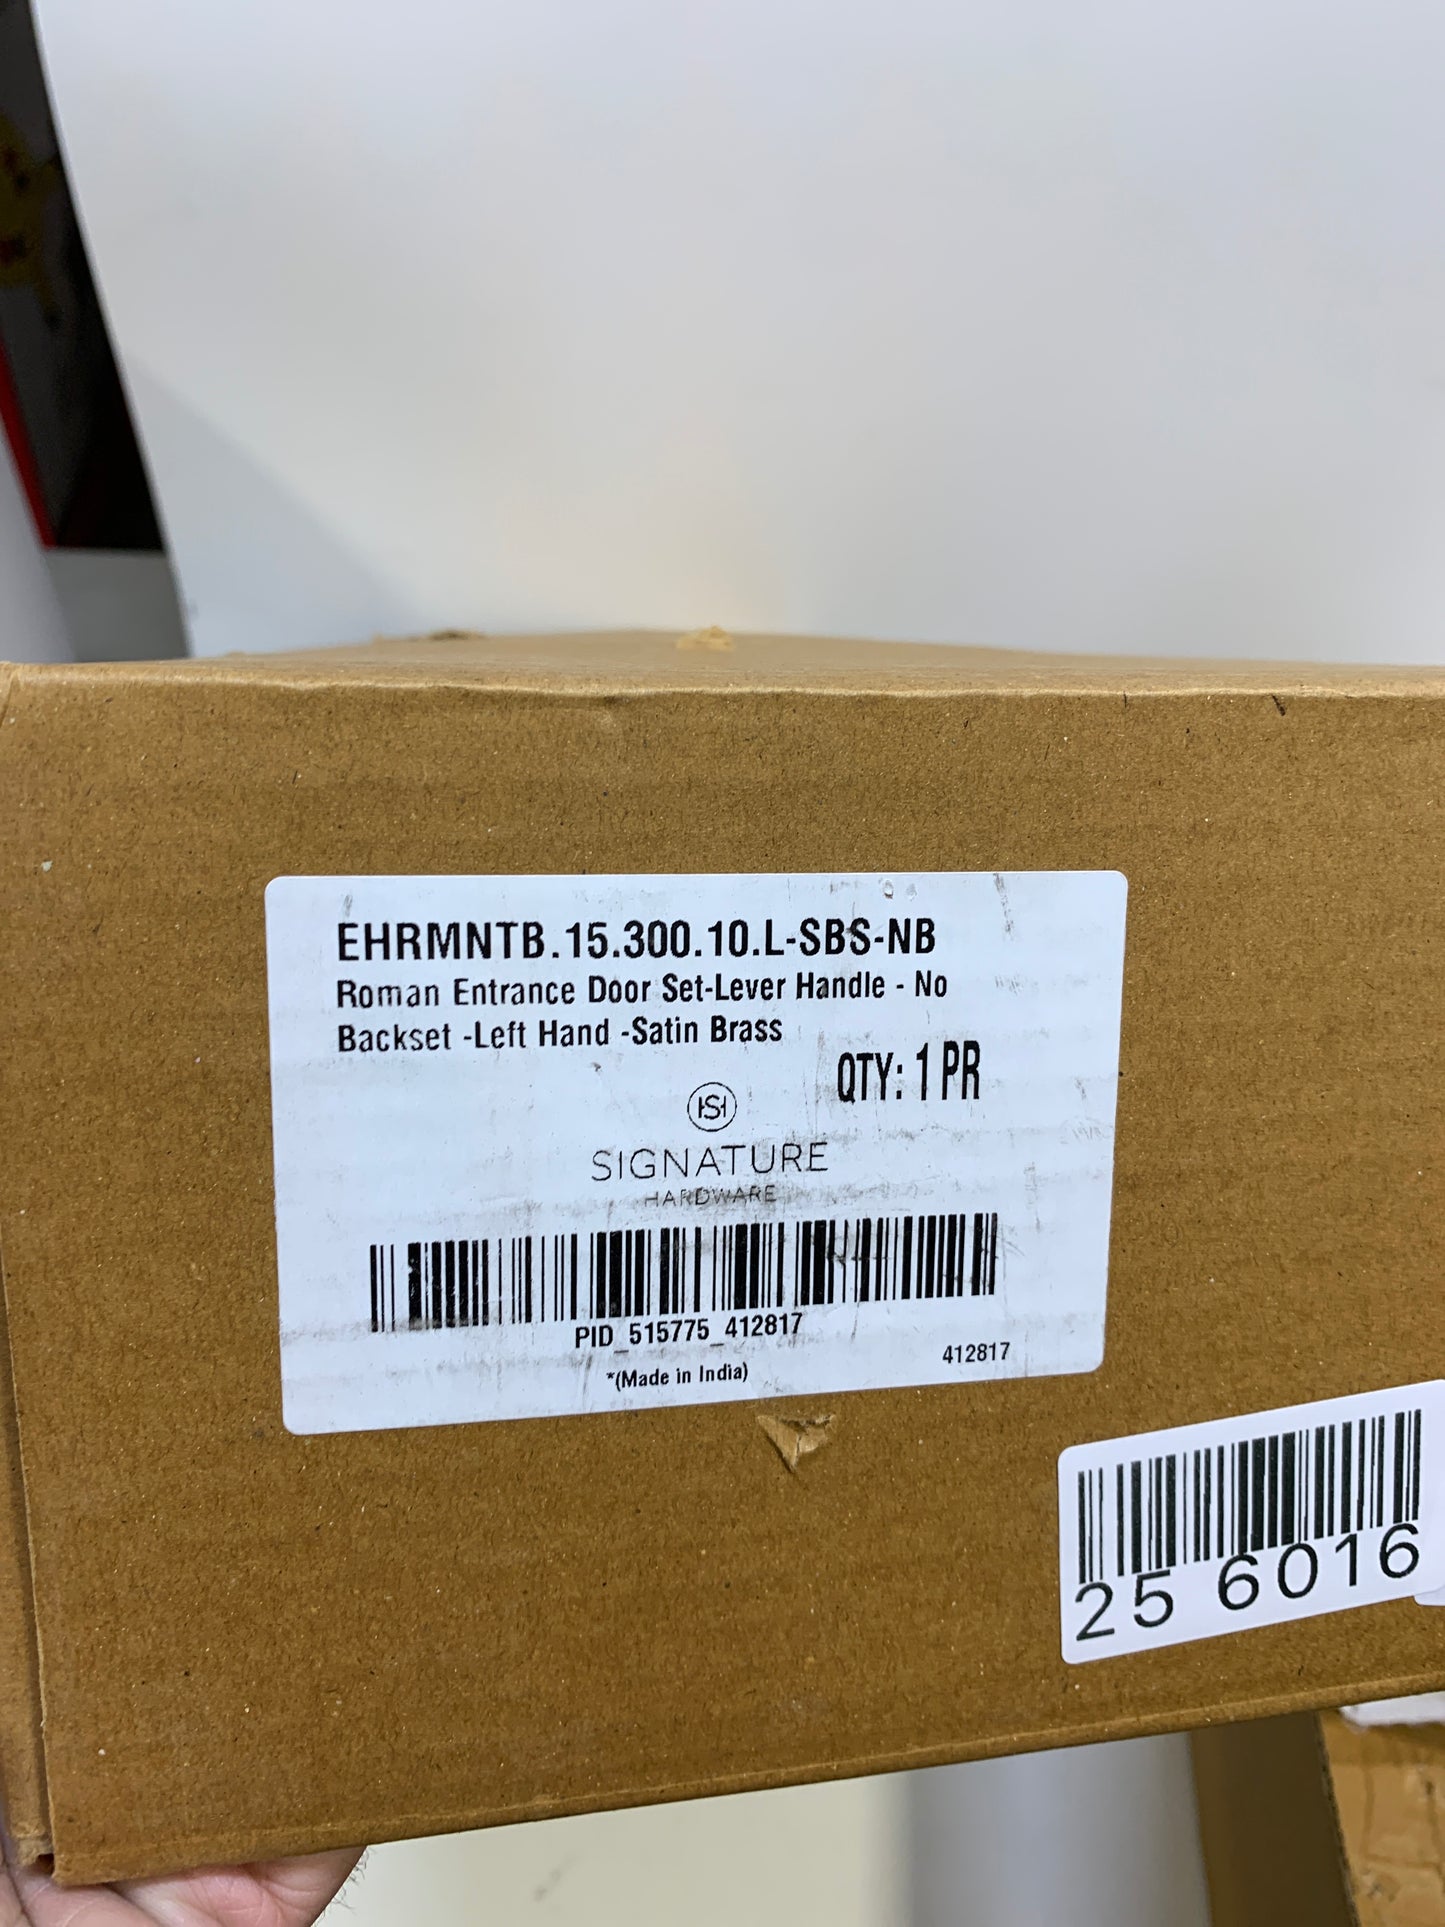 EHRMNTB.15.300.10.L-SBS-NB
Roman Entrance Door Set-Lever Handle - No
Backset -Left Hand -Satin Brass
QTY: 1 PR
SIGNATURE
HARDWARE
PID_515775_412817
*(Made in India)
412817
25 6016